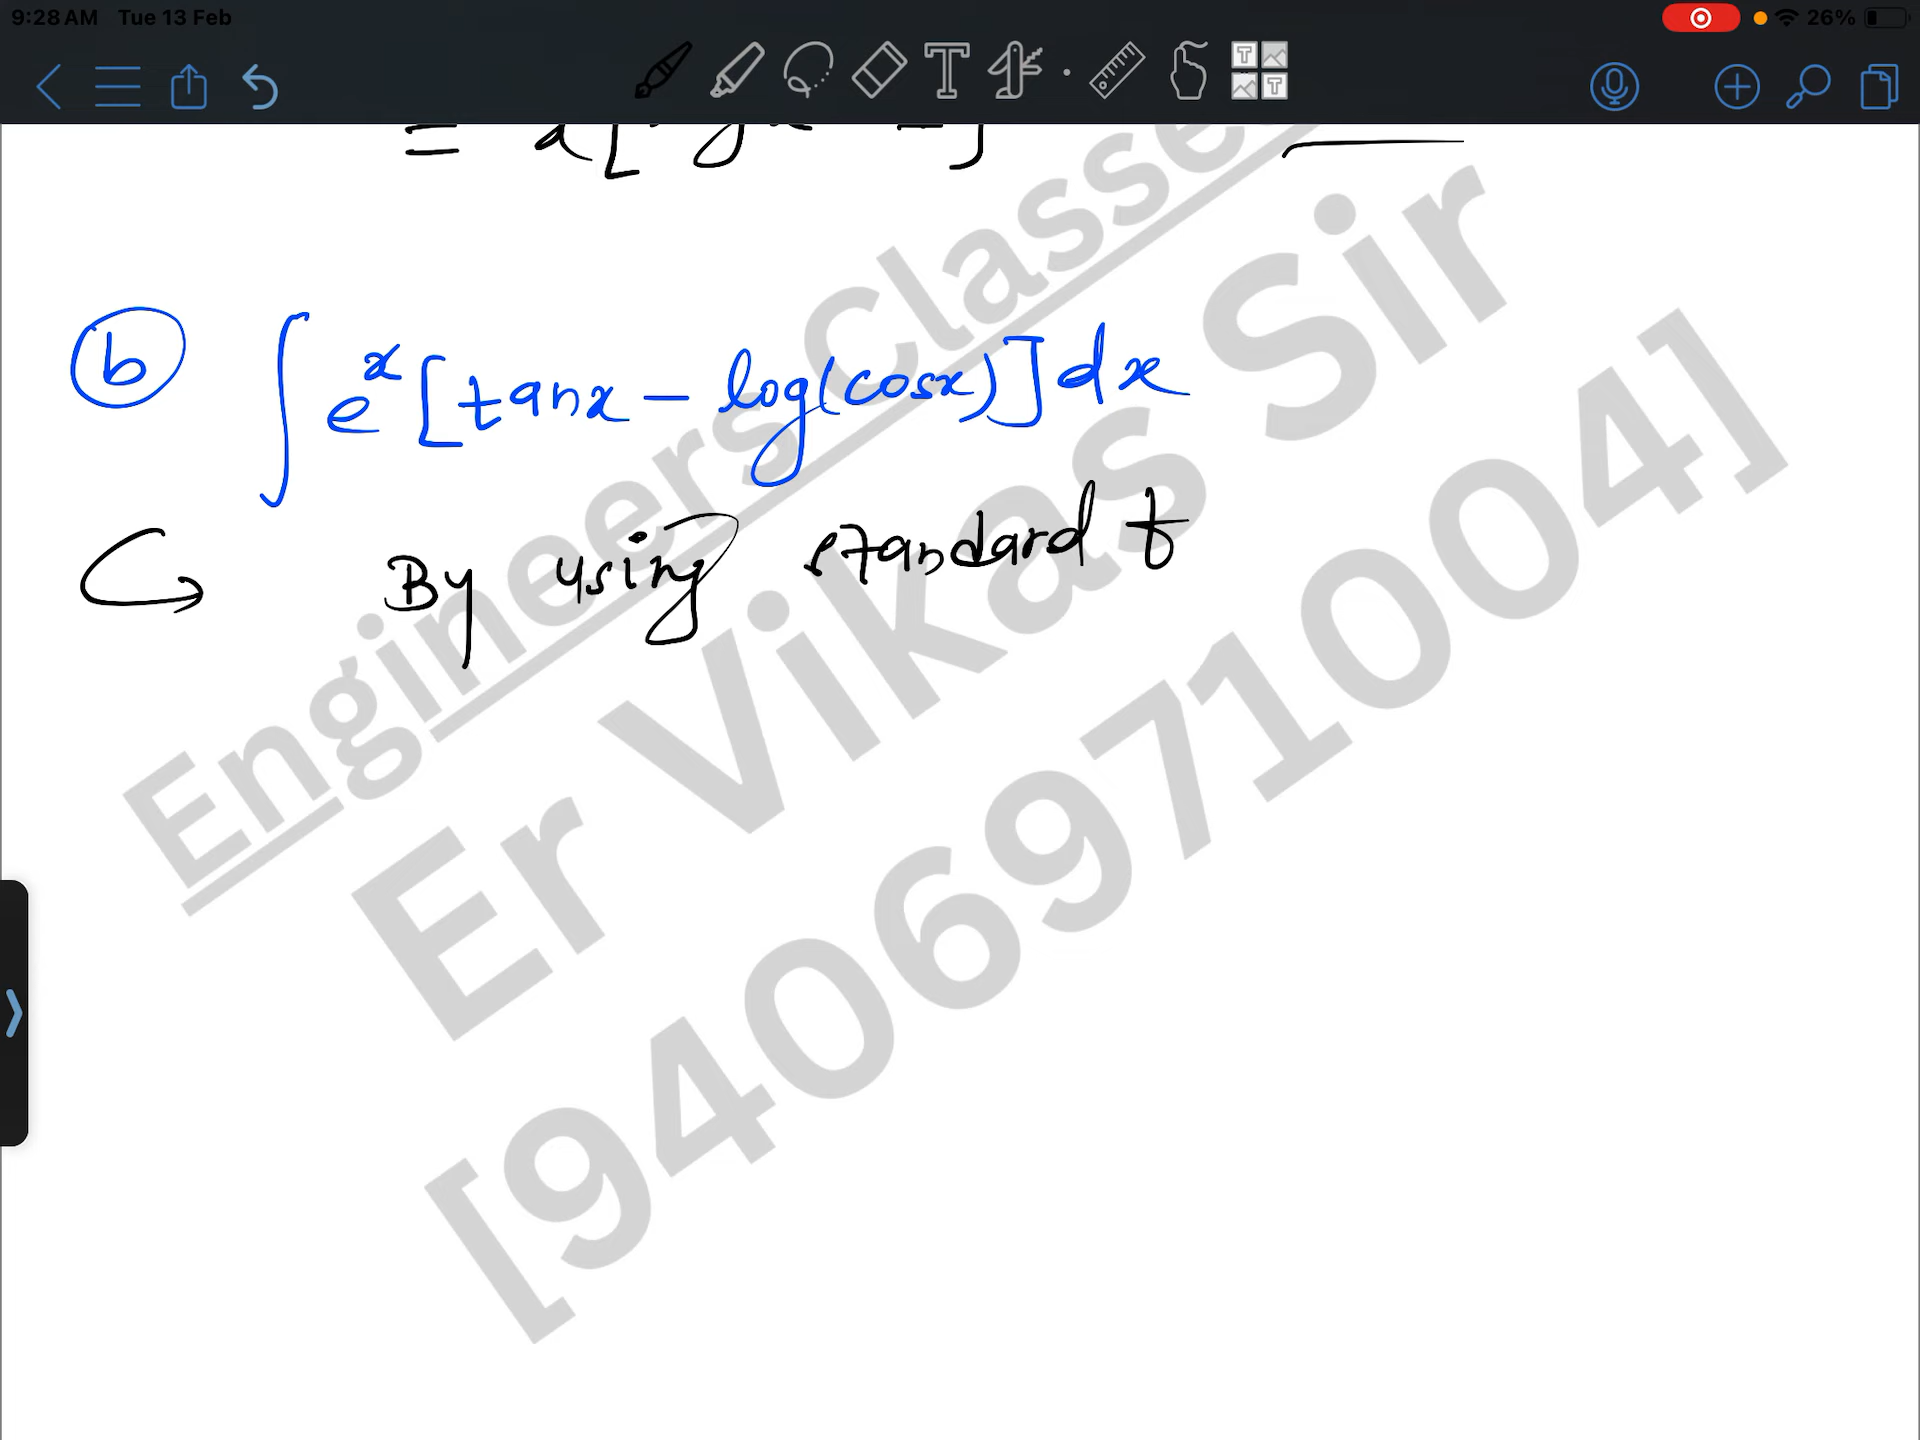 9:28 AM Tue 13 Feb
26%
b ∫ e^x [tanx - log(cosx)] dx
By using standard f
Engineers Classes
Er Vikas Sir
[9406971004]